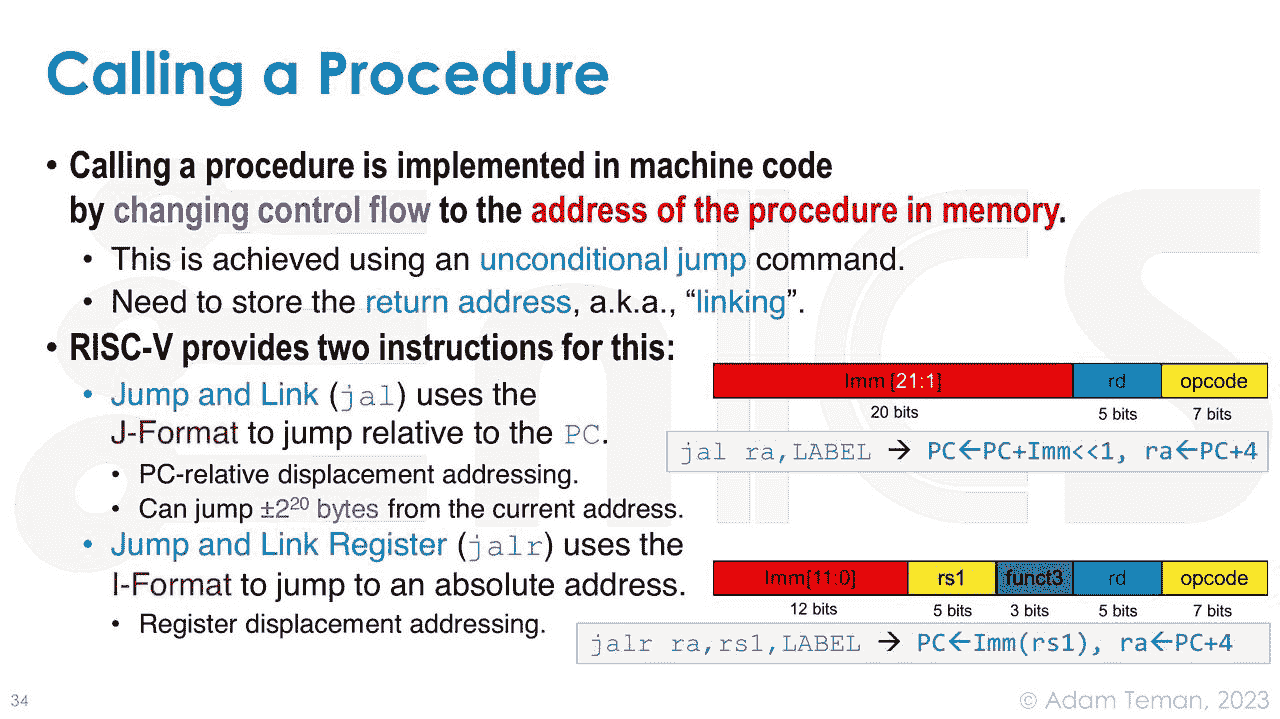 Calling a Procedure
• Calling a procedure is implemented in machine code
by changing control flow to the address of the procedure in memory.
• This is achieved using an unconditional jump command.
• Need to store the return address, a.k.a., “linking”.
• RISC-V provides two instructions for this:
• Jump and Link (jal) uses the
J-Format to jump relative to the PC.
• PC-relative displacement addressing.
• Can jump ±2²⁰ bytes from the current address.
Imm[21:1] rd opcode
20 bits 5 bits 7 bits
jal ra,LABEL → PC←PC+Imm<<1, ra←PC+4
• Jump and Link Register (jalr) uses the
I-Format to jump to an absolute address.
• Register displacement addressing.
Imm[11:0] rs1 funct3 rd opcode
12 bits 5 bits 3 bits 5 bits 7 bits
jalr ra,rs1,LABEL → PC←Imm(rs1), ra←PC+4
34
© Adam Teman, 2023